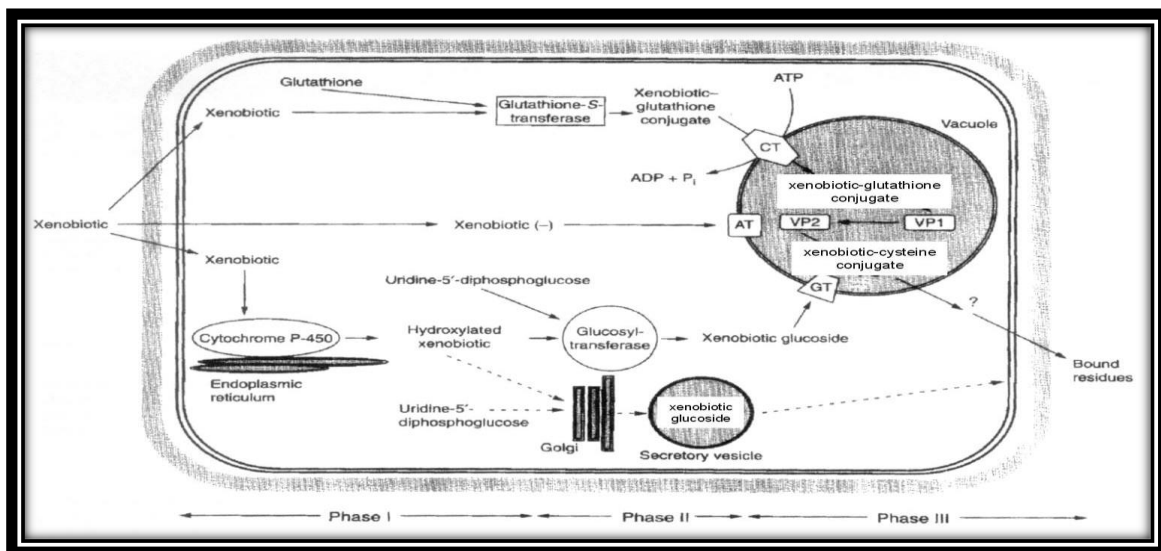 Glutathione
Xenobiotic
Glutathione-S-
transferase
Xenobiotic–
glutathione
conjugate
ATP
Vacuole
CT
ADP + Pi
xenobiotic-glutathione
conjugate
Xenobiotic
Xenobiotic (–)
AT
VP2
VP1
xenobiotic-cysteine
conjugate
GT
?
Xenobiotic
Uridine-5′-diphosphoglucose
Cytochrome P-450
Hydroxylated
xenobiotic
Glucosyl-
transferase
Xenobiotic glucoside
Bound
residues
Endoplasmic
reticulum
Uridine-5′-
diphosphoglucose
Golgi
xenobiotic
glucoside
Secretory vesicle
Phase I
Phase II
Phase III